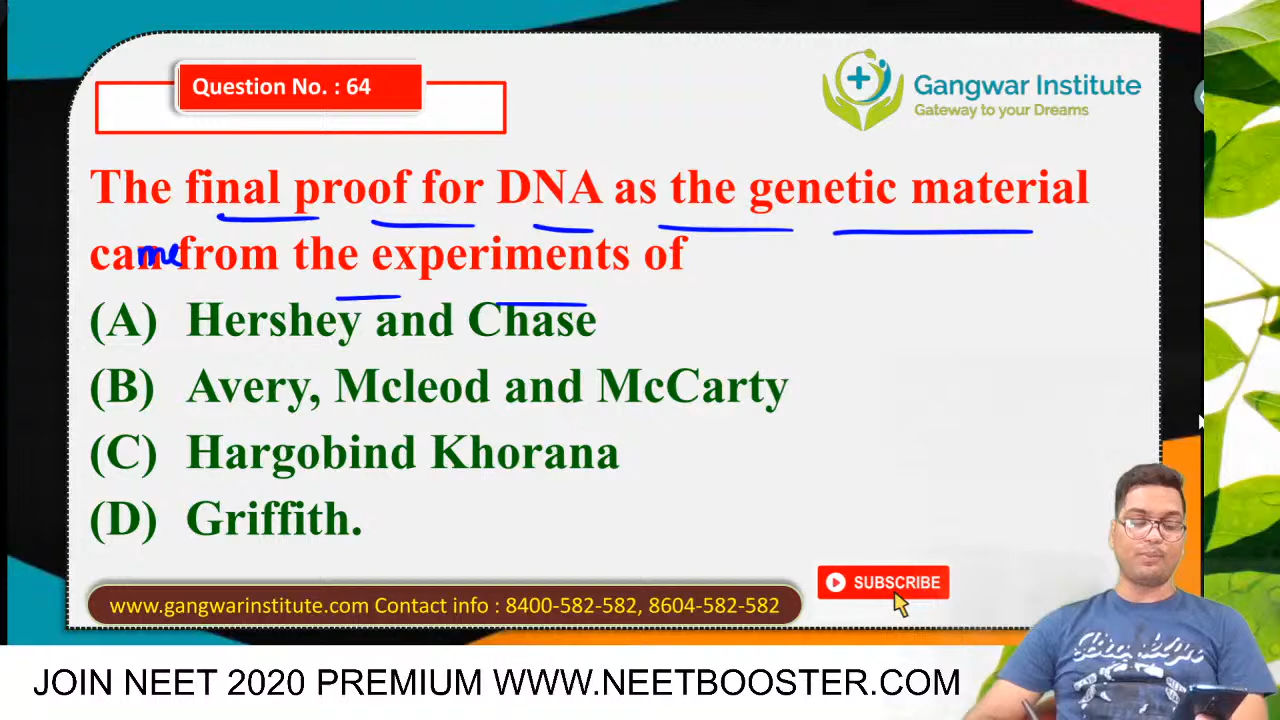 Question No. : 64
Gangwar Institute
Gateway to your Dreams
The final proof for DNA as the genetic material
came from the experiments of
(A) Hershey and Chase
(B) Avery, Mcleod and McCarty
(C) Hargobind Khorana
(D) Griffith.
SUBSCRIBE
www.gangwarinstitute.com Contact info : 8400-582-582, 8604-582-582
Brooklyn
JOIN NEET 2020 PREMIUM WWW.NEETBOOSTER.COM